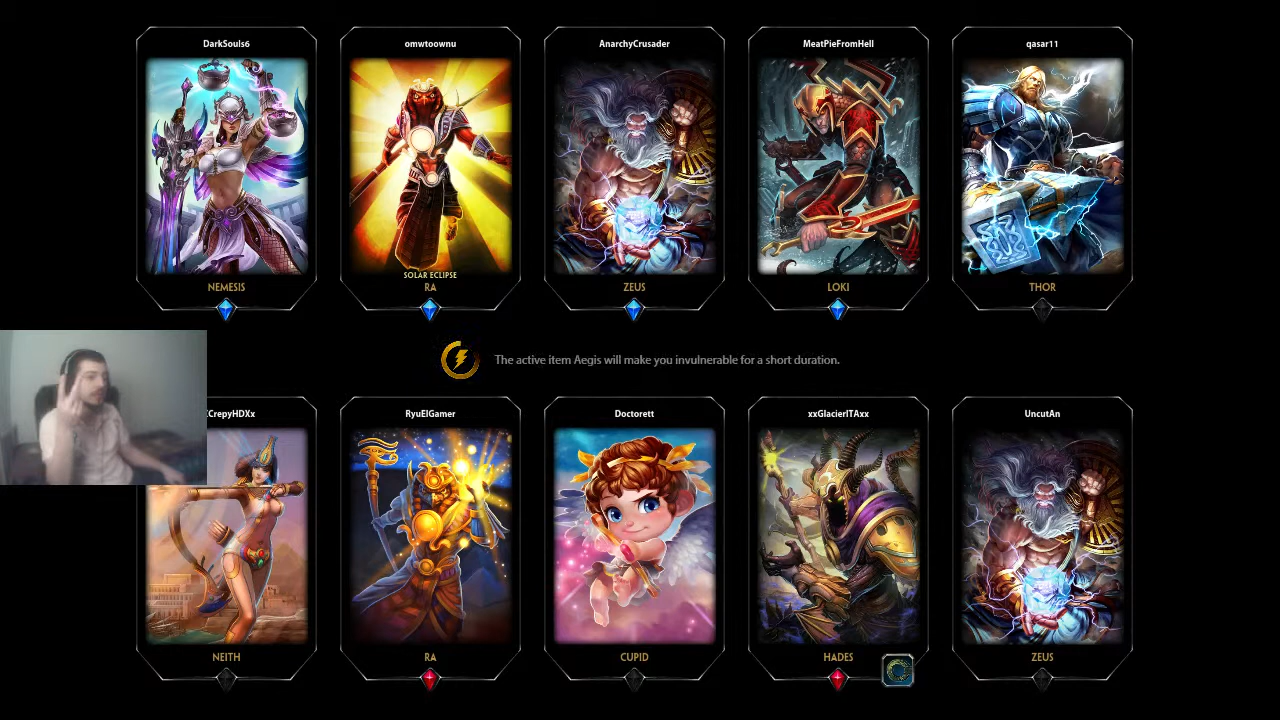 DarkSouls6
omwtoownu
AnarchyCrusader
MeatPieFromHell
qasar11
SOLAR ECLIPSE
NEMESIS
RA
ZEUS
LOKI
THOR
The active item Aegis will make you invulnerable for a short duration.
CrepyHDXx
RyuElGamer
Doctorett
xxGlacierITAxx
UncutAn
NEITH
RA
CUPID
HADES
ZEUS